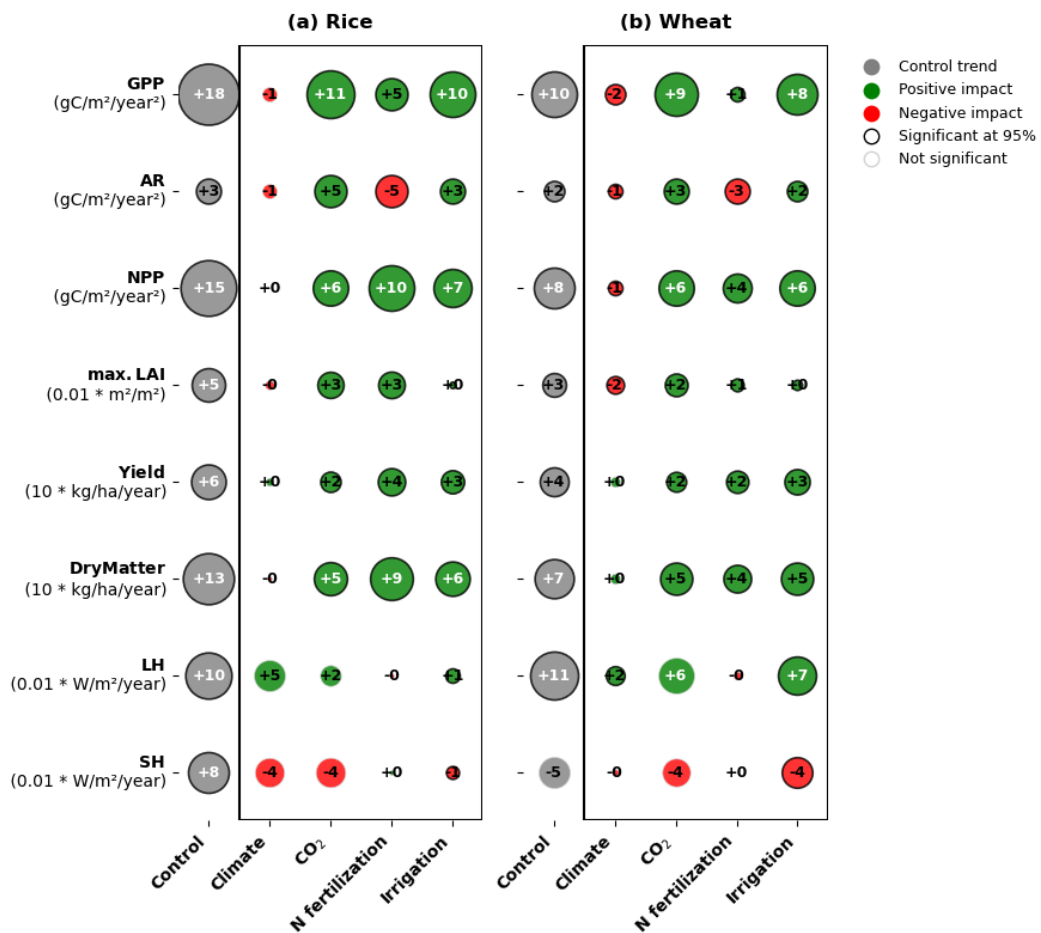 (a) Rice
(b) Wheat
GPP
(gC/m²/year²)
+18
-1
+11
+5
+10
+10
-2
+9
+1
+8
AR
(gC/m²/year²)
+3
-1
+5
-5
+3
+2
-1
+3
-3
+2
NPP
(gC/m²/year²)
+15
+0
+6
+10
+7
+8
-1
+6
+4
+6
max. LAI
(0.01 * m²/m²)
+5
-0
+3
+3
+0
+3
-2
+2
+1
+0
Yield
(10 * kg/ha/year)
+6
+0
+2
+4
+3
+4
+0
+2
+2
+3
DryMatter
(10 * kg/ha/year)
+13
-0
+5
+9
+6
+7
+0
+5
+4
+5
LH
(0.01 * W/m²/year)
+10
+5
+2
-0
+1
+11
+2
+6
-0
+7
SH
(0.01 * W/m²/year)
+8
-4
-4
+0
-1
-5
-0
-4
+0
-4
Control
Climate
CO₂
N fertilization
Irrigation
Control
Climate
CO₂
N fertilization
Irrigation
Control trend
Positive impact
Negative impact
Significant at 95%
Not significant